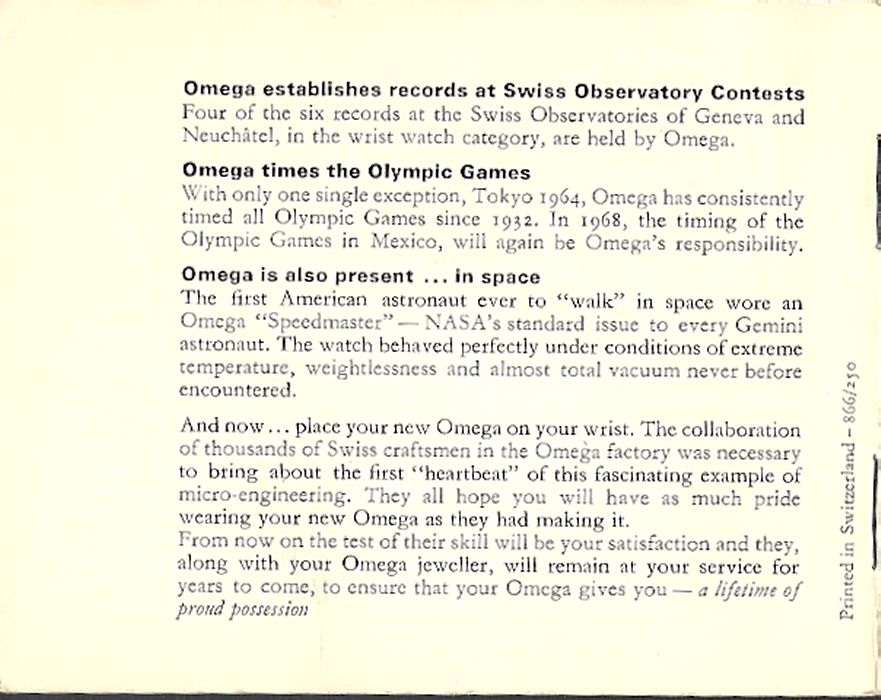 Omega establishes records at Swiss Observatory Contests
Four of the six records at the Swiss Observatories of Geneva and
Neuchâtel, in the wrist watch category, are held by Omega.
Omega times the Olympic Games
With only one single exception, Tokyo 1964, Omega has consistently
timed all Olympic Games since 1932. In 1968, the timing of the
Olympic Games in Mexico, will again be Omega's responsibility.
Omega is also present ... in space
The first American astronaut ever to “walk” in space wore an
Omega “Speedmaster” — NASA's standard issue to every Gemini
astronaut. The watch behaved perfectly under conditions of extreme
temperature, weightlessness and almost total vacuum never before
encountered.
And now ... place your new Omega on your wrist. The collaboration
of thousands of Swiss craftsmen in the Omega factory was necessary
to bring about the first “heartbeat” of this fascinating example of
micro-engineering. They all hope you will have as much pride
wearing your new Omega as they had making it.
From now on the test of their skill will be your satisfaction and they,
along with your Omega jeweller, will remain at your service for
years to come, to ensure that your Omega gives you — a lifetime of
proud possession
Printed in Switzerland – 866/250